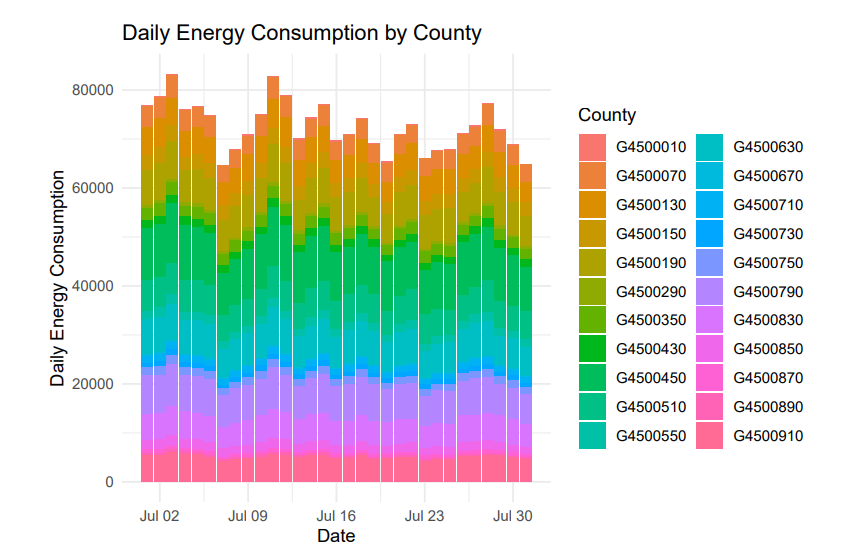 Daily Energy Consumption by County
Daily Energy Consumption
80000
60000
40000
20000
0
Jul 02 Jul 09 Jul 16 Jul 23 Jul 30
Date
County
G4500010 G4500630
G4500070 G4500670
G4500130 G4500710
G4500150 G4500730
G4500190 G4500750
G4500290 G4500790
G4500350 G4500830
G4500430 G4500850
G4500450 G4500870
G4500510 G4500890
G4500550 G4500910